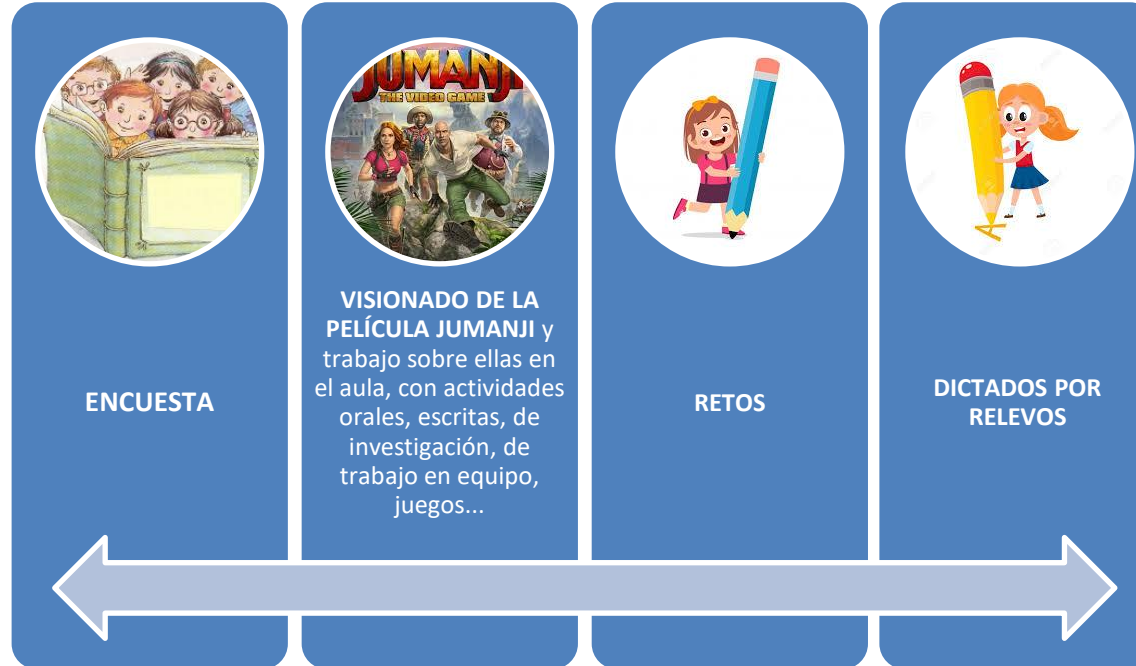 ENCUESTA
JUMANJI
THE VIDEO GAME
VISIONADO DE LA
PELÍCULA JUMANJI y
trabajo sobre ellas en
el aula, con actividades
orales, escritas, de
investigación, de
trabajo en equipo,
juegos...
RETOS
A
DICTADOS POR
RELEVOS